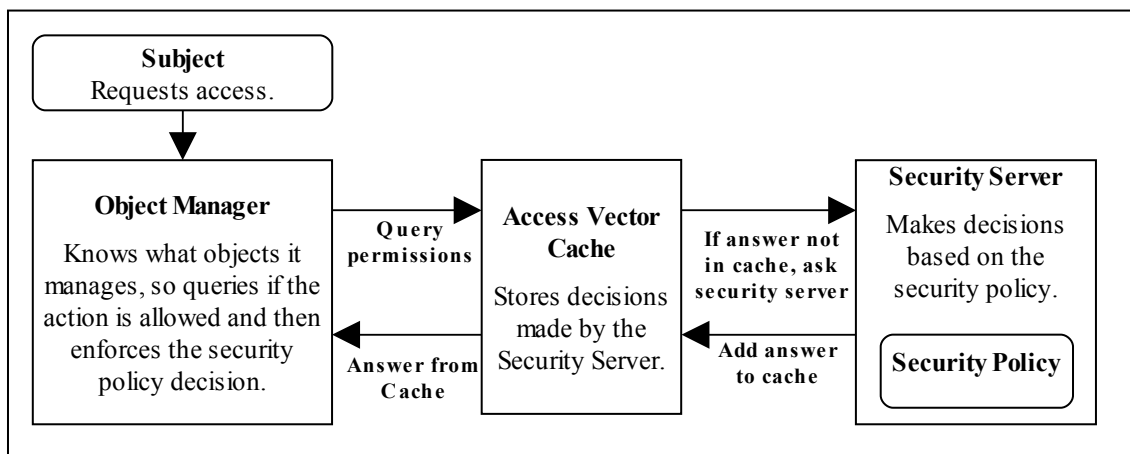 Subject
Requests access.
Object Manager
Knows what objects it
manages, so queries if the
action is allowed and then
enforces the security
policy decision.
Query
permissions
Answer from
Cache
Access Vector
Cache
Stores decisions
made by the
Security Server.
If answer not
in cache, ask
security server
Add answer
to cache
Security Server
Makes decisions
based on the
security policy.
Security Policy